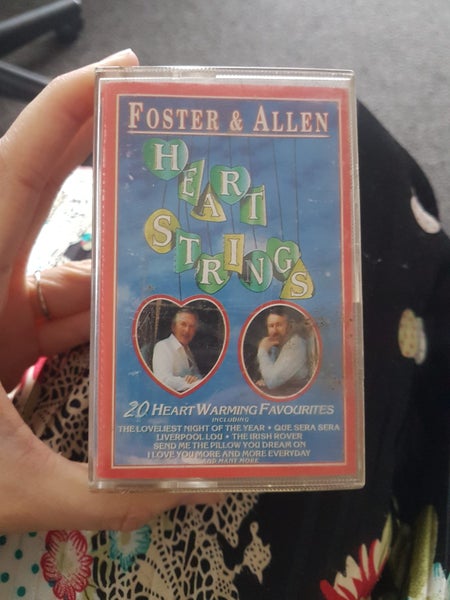 FOSTER & ALLEN
HEART
STRINGS
20 HEART WARMING FAVOURITES
INCLUDING
THE LOVELIEST NIGHT OF THE YEAR • QUE SERA SERA
LIVERPOOL LOU • THE IRISH ROVER
SEND ME THE PILLOW YOU DREAM ON
I LOVE YOU MORE AND MORE EVERYDAY
AND MANY MORE